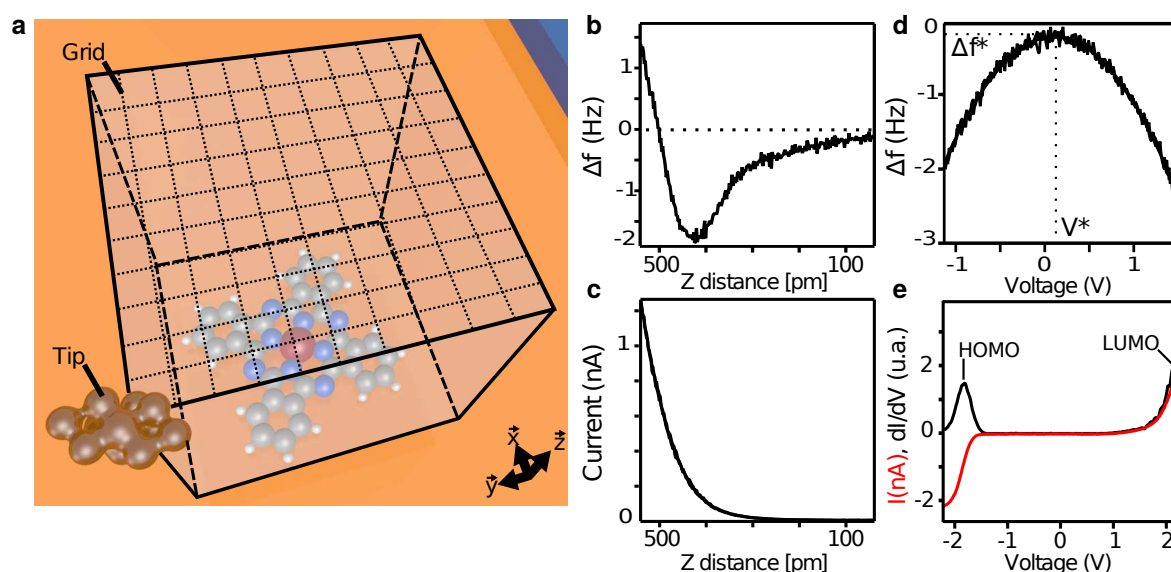 a
Grid
Tip
x
y
z
b
1
0
-1
-2
Δf (Hz)
500
100
Z distance [pm]
c
1
0
Current (nA)
500
100
Z distance [pm]
d
0
-1
-2
-3
Δf (Hz)
Δf*
V*
-1
0
1
Voltage (V)
e
HOMO
LUMO
2
0
-2
I(nA), dI/dV (u.a.)
-2
-1
0
1
2
Voltage (V)